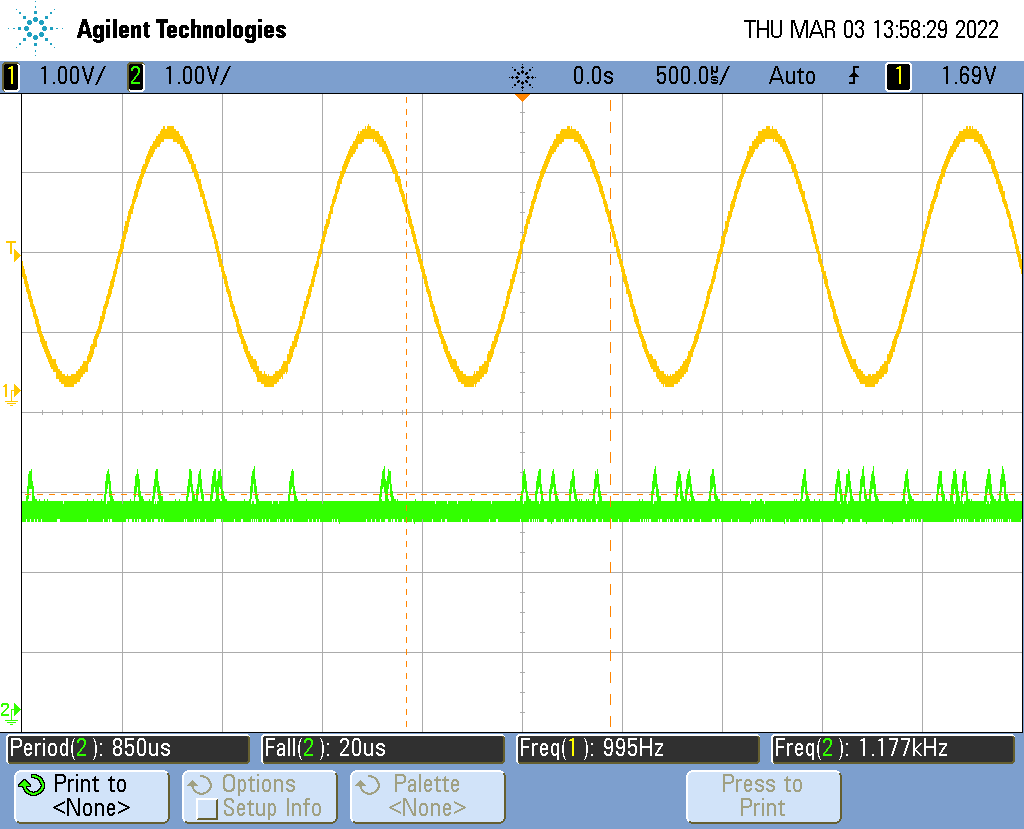 Agilent Technologies
THU MAR 03 13:58:29 2022
1 1.00V/ 2 1.00V/ 0.0s 500.0µs/ Auto 1 1.69V
T
1
2
Period(2): 850us Fall(2): 20us Freq(1): 995Hz Freq(2): 1.177kHz
Print to Options Palette Press to
<None> Setup Info <None> Print